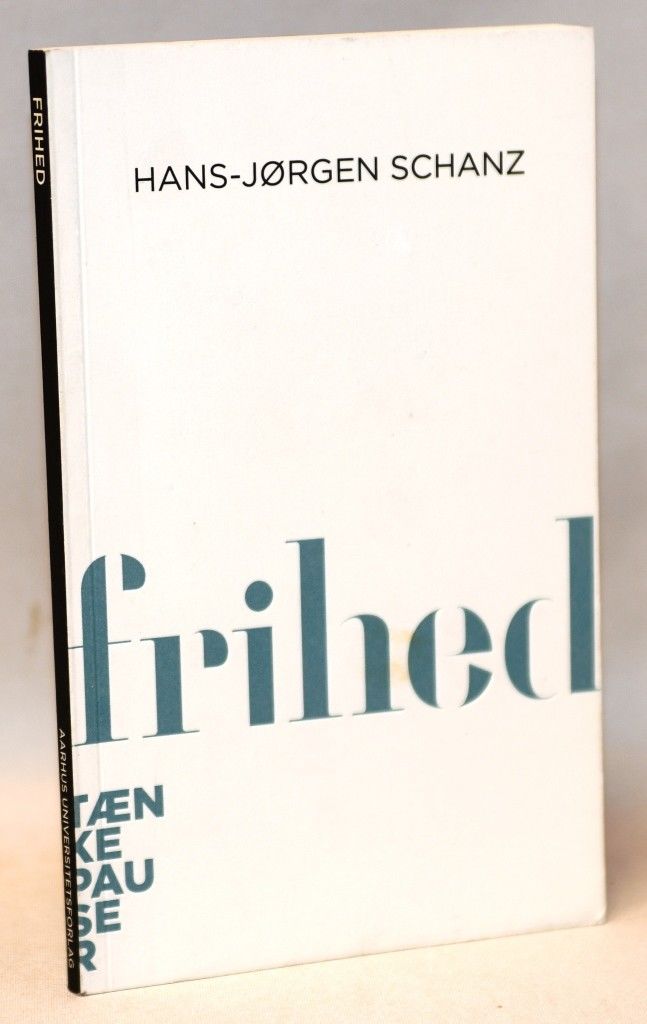 FRIHED
AARHUS UNIVERSITETSFORLAG
HANS-JØRGEN SCHANZ
frihed
TÆN
KE
PAU
SE
R